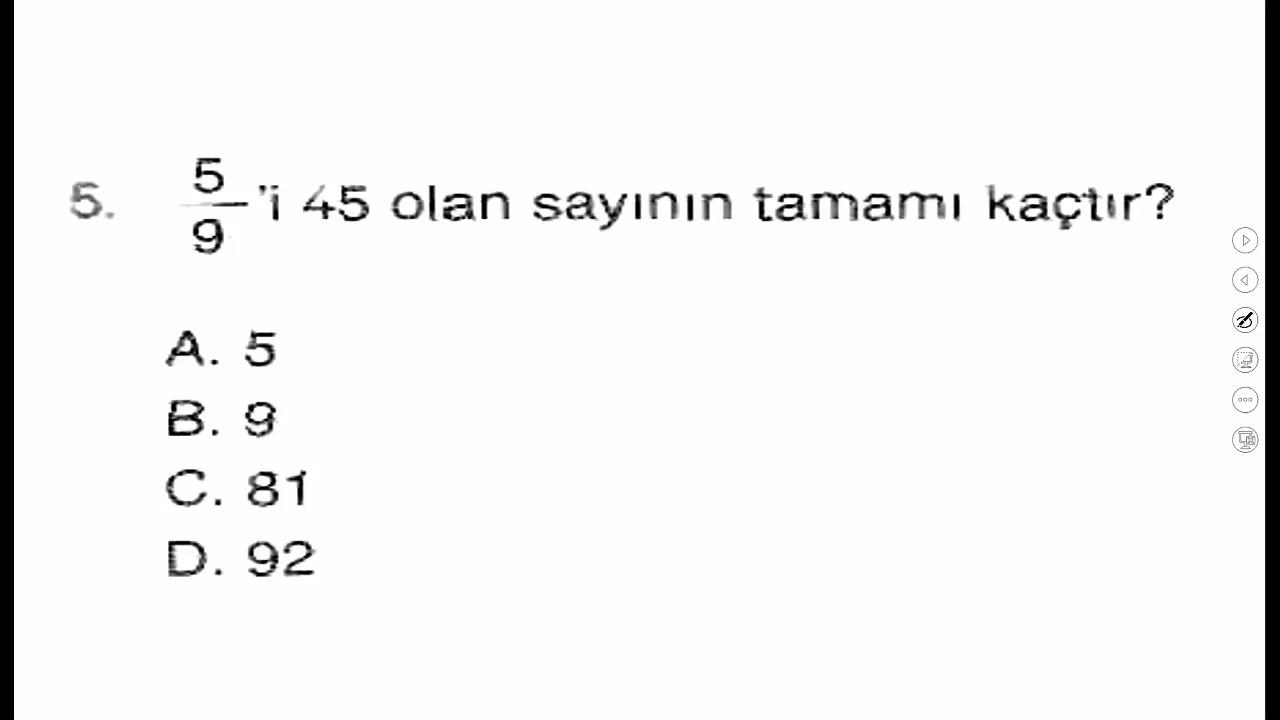 5. 5/9 'i 45 olan sayının tamamı kaçtır?
A. 5
B. 9
C. 81
D. 92